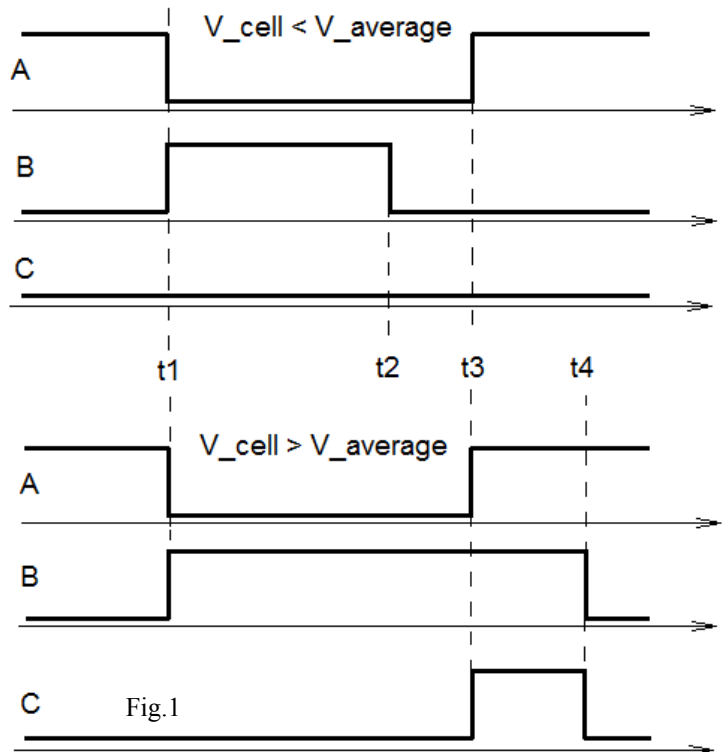 V_cell < V_average
A
B
C
t1 t2 t3 t4
V_cell > V_average
A
B
C
Fig.1